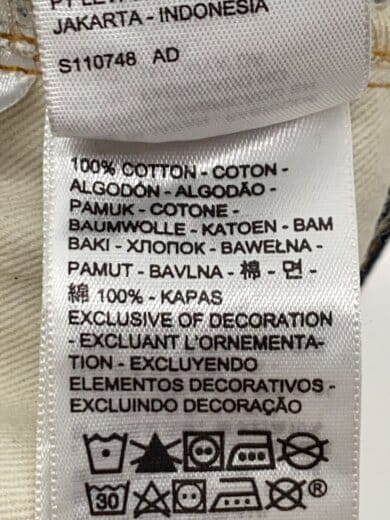 JAKARTA - INDONESIA
S110748 AD
100% COTTON - COTON -
ALGODÓN - ALGODÃO -
PAMUK - COTONE -
BAUMWOLLE - KATOEN - BAM
BAKI - ХЛОПОК - BAWEŁNA -
PAMUT - BAVLNA - 棉 - 면 -
綿 100% - KAPAS
EXCLUSIVE OF DECORATION
- EXCLUANT L'ORNEMENTA-
TION - EXCLUYENDO
ELEMENTOS DECORATIVOS -
EXCLUINDO DECORAÇÃO
30 ®